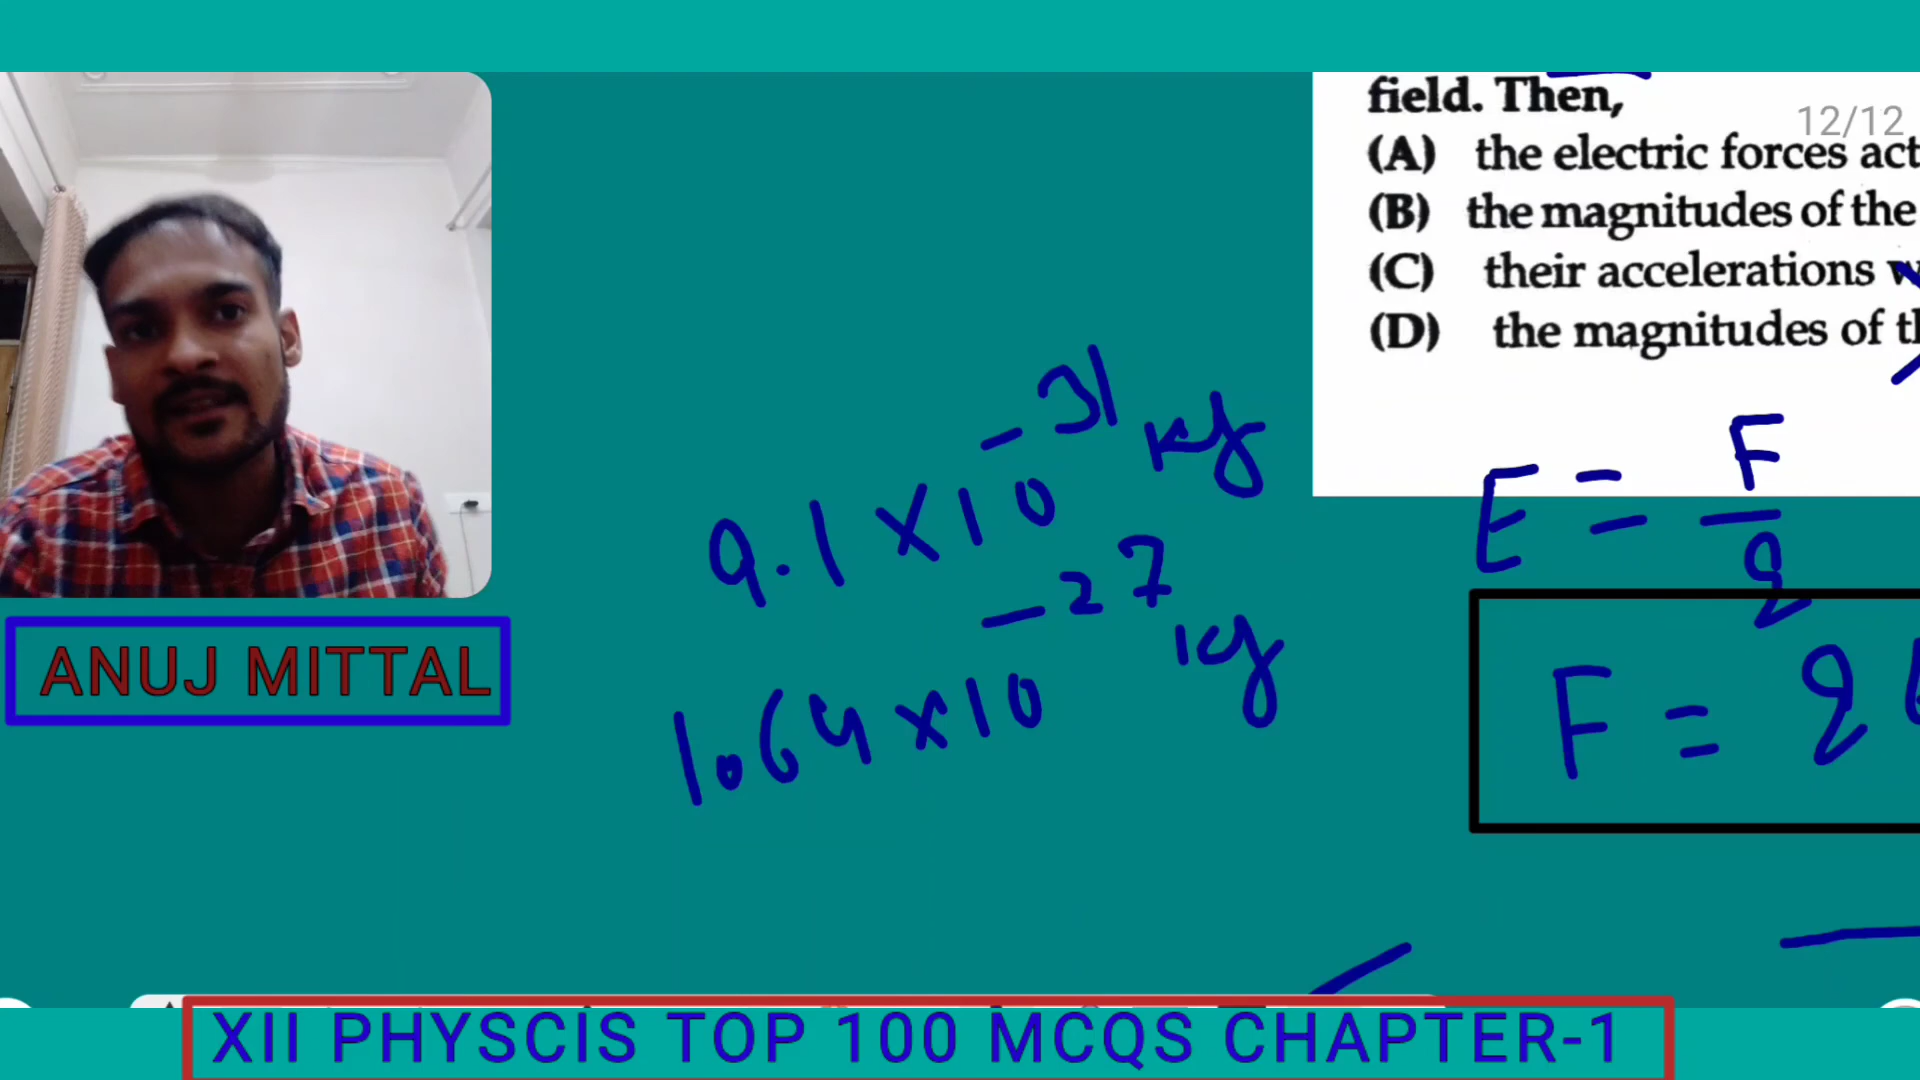 field. Then,
12/12
(A) the electric forces act
(B) the magnitudes of the
(C) their accelerations
(D) the magnitudes of
E = F/q
F = q
9.1 × 10 -31 kg
1.64 × 10 -27 kg
ANUJ MITTAL
XII PHYSCIS TOP 100 MCQS CHAPTER-1